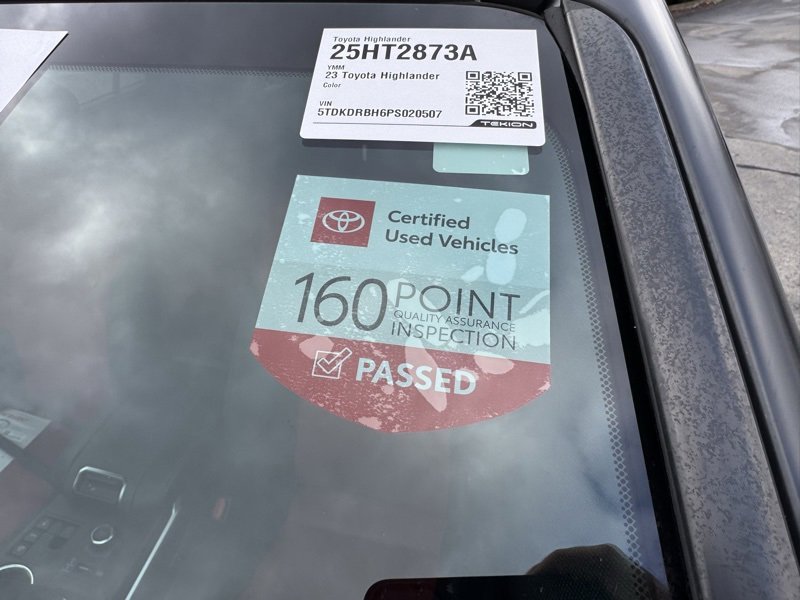 Toyota Highlander
25HT2873A
YMM
23 Toyota Highlander
Color
VIN
5TDKDRBH6PS020507
TEKION
Certified
Used Vehicles
160 POINT
QUALITY ASSURANCE
INSPECTION
PASSED